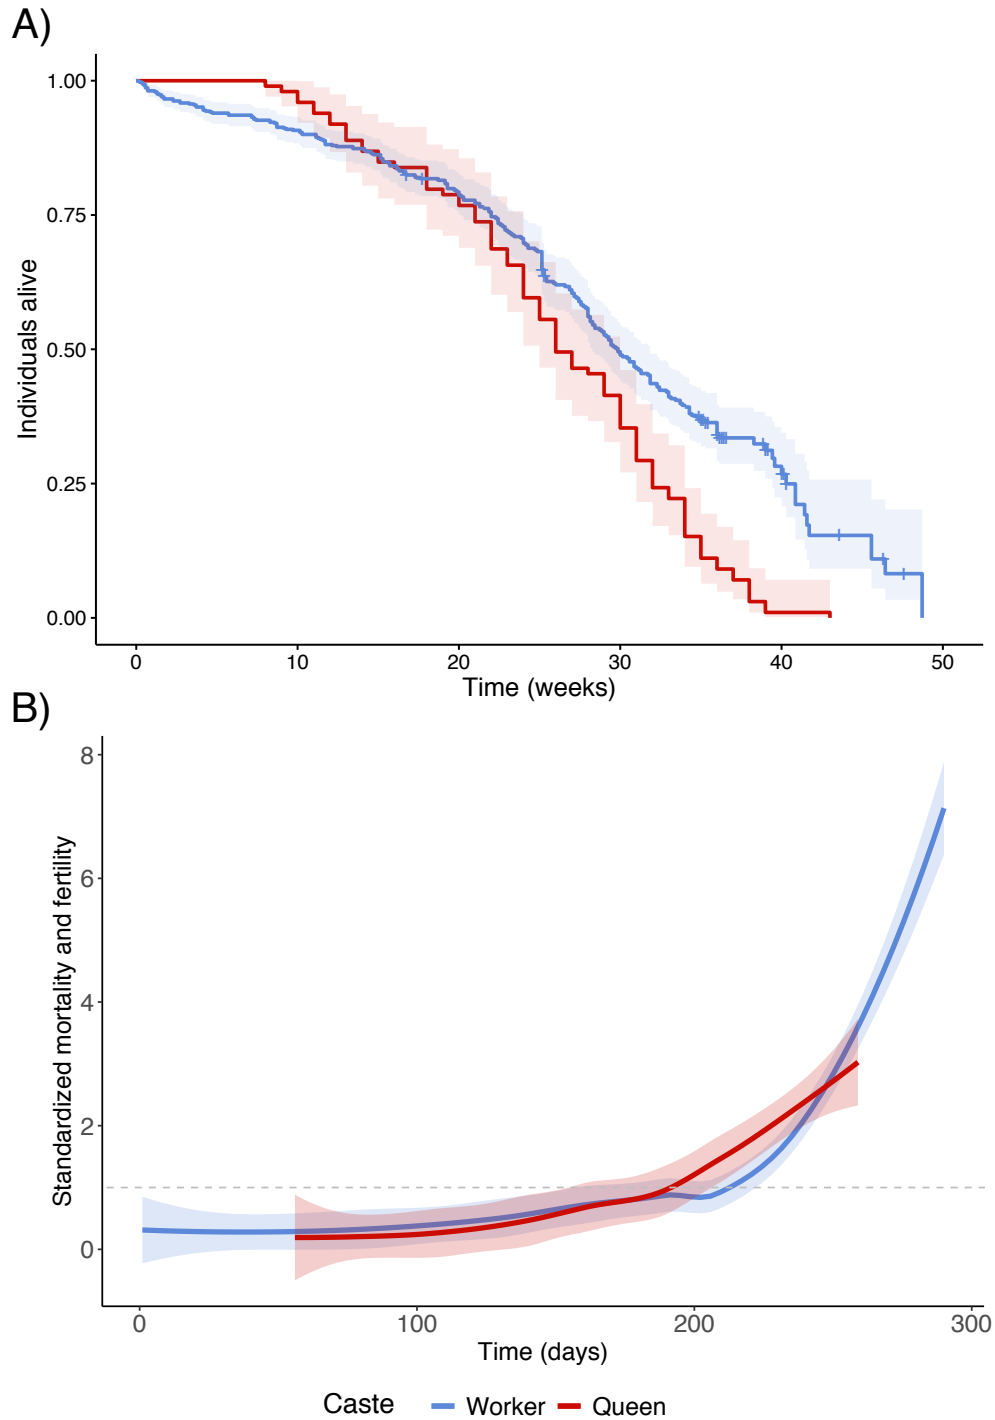 A)
1.00
0.75
0.50
0.25
0.00
Individuals alive
0 10 20 30 40 50
Time (weeks)
B)
8
6
4
2
0
Standardized mortality and fertility
0 100 200 300
Time (days)
Caste Worker Queen